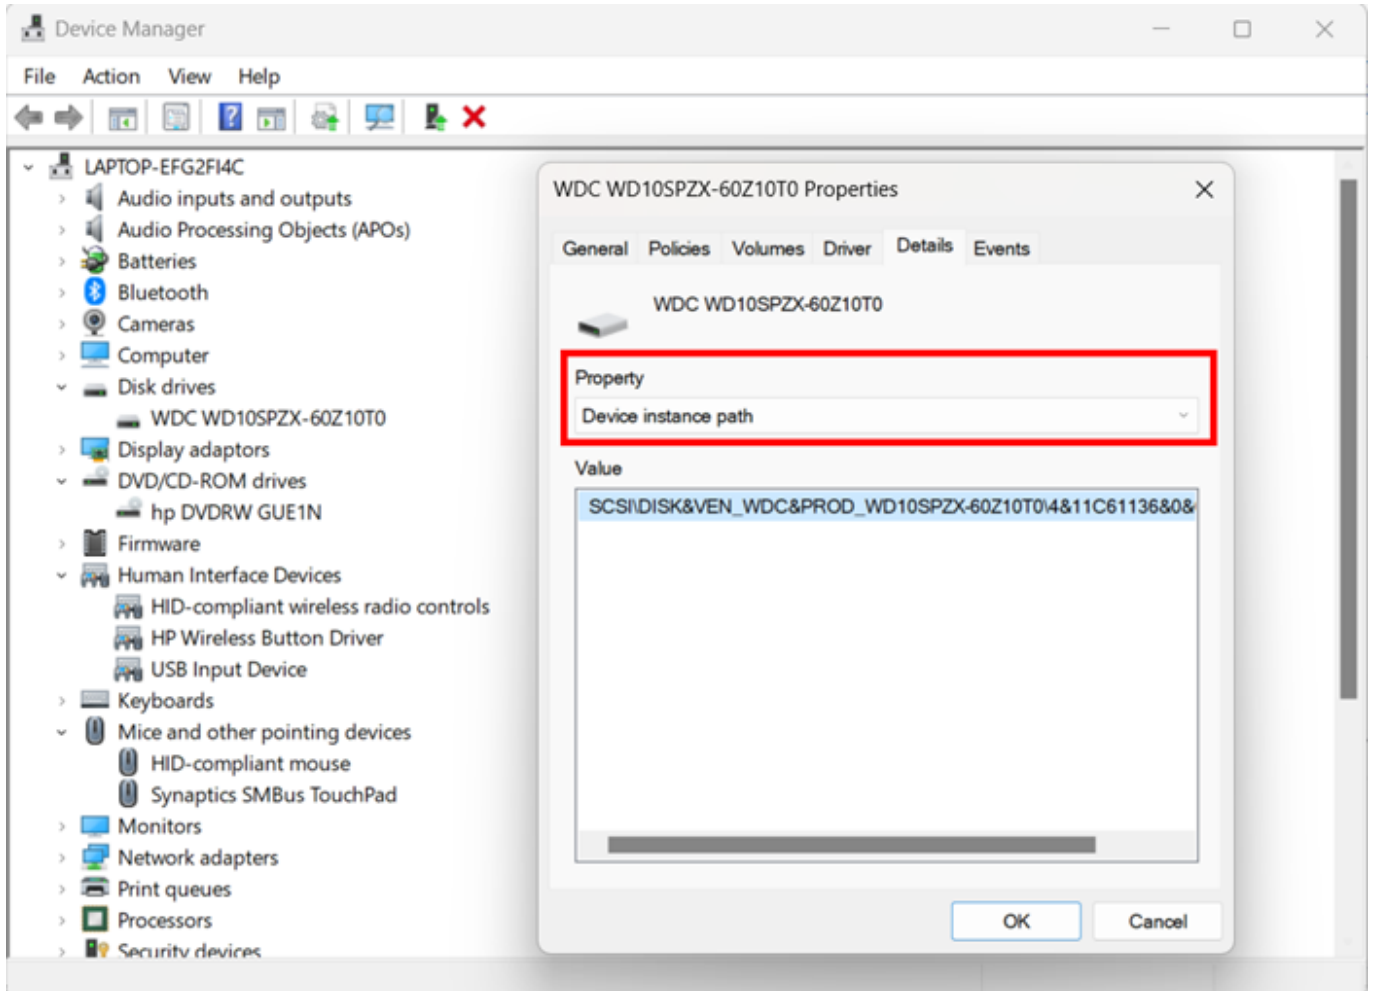 Device Manager
File Action View Help
LAPTOP-EFG2FI4C
Audio inputs and outputs
Audio Processing Objects (APOs)
Batteries
Bluetooth
Cameras
Computer
Disk drives
WDC WD10SPZX-60Z10T0
Display adaptors
DVD/CD-ROM drives
hp DVDRW GUE1N
Firmware
Human Interface Devices
HID-compliant wireless radio controls
HP Wireless Button Driver
USB Input Device
Keyboards
Mice and other pointing devices
HID-compliant mouse
Synaptics SMBus TouchPad
Monitors
Network adapters
Print queues
Processors
Security devices
WDC WD10SPZX-60Z10T0 Properties
General Policies Volumes Driver Details Events
WDC WD10SPZX-60Z10T0
Property
Device instance path
Value
SCSI\DISK&VEN_WDC&PROD_WD10SPZX-60Z10T0\4&11C61136&0&
OK Cancel